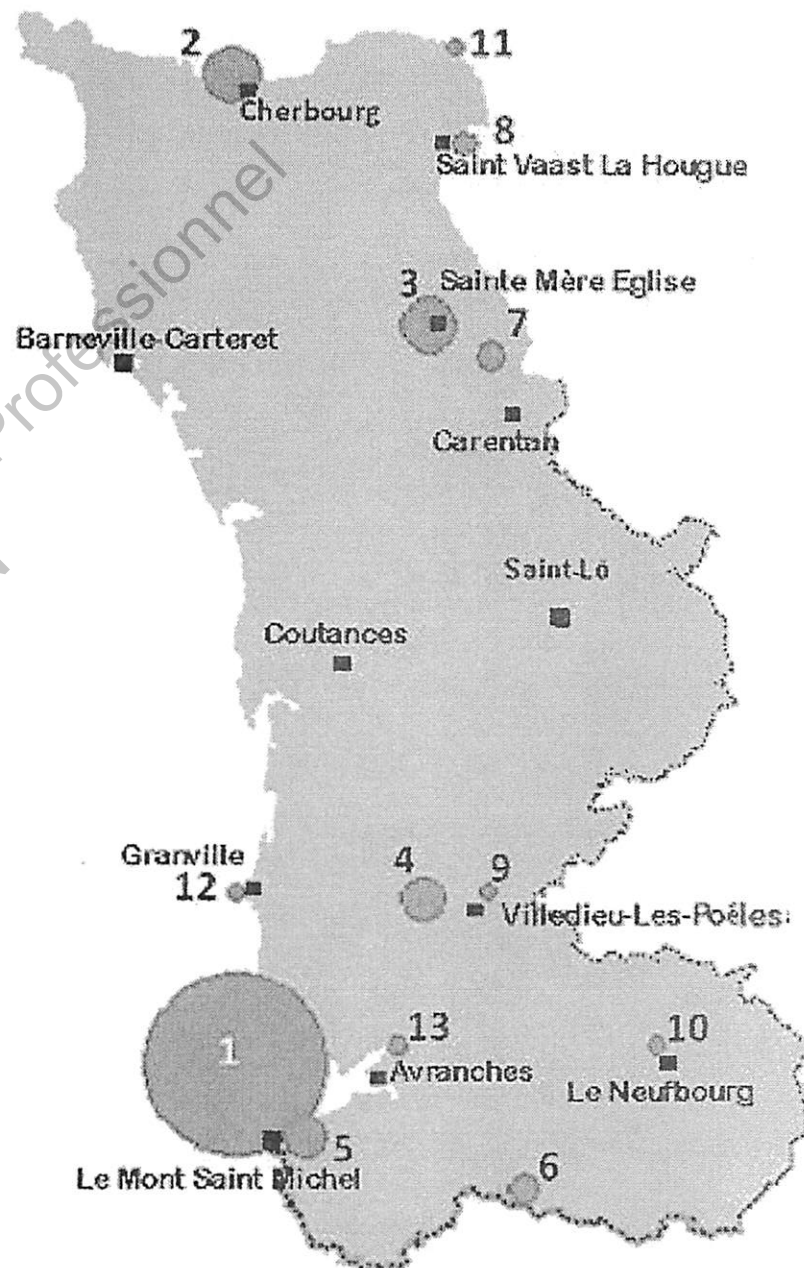 2
11
Cherbourg
8
Saint Vaast La Hougue
Professionnel
3
Sainte Mère Eglise
7
Barneville-Carteret
Carentan
Saint-Lô
Coutances
Granville
12
4
9
Villedieu-Les-Poêles
1
13
Avranches
10
Le Neufbourg
5
Le Mont Saint Michel
6